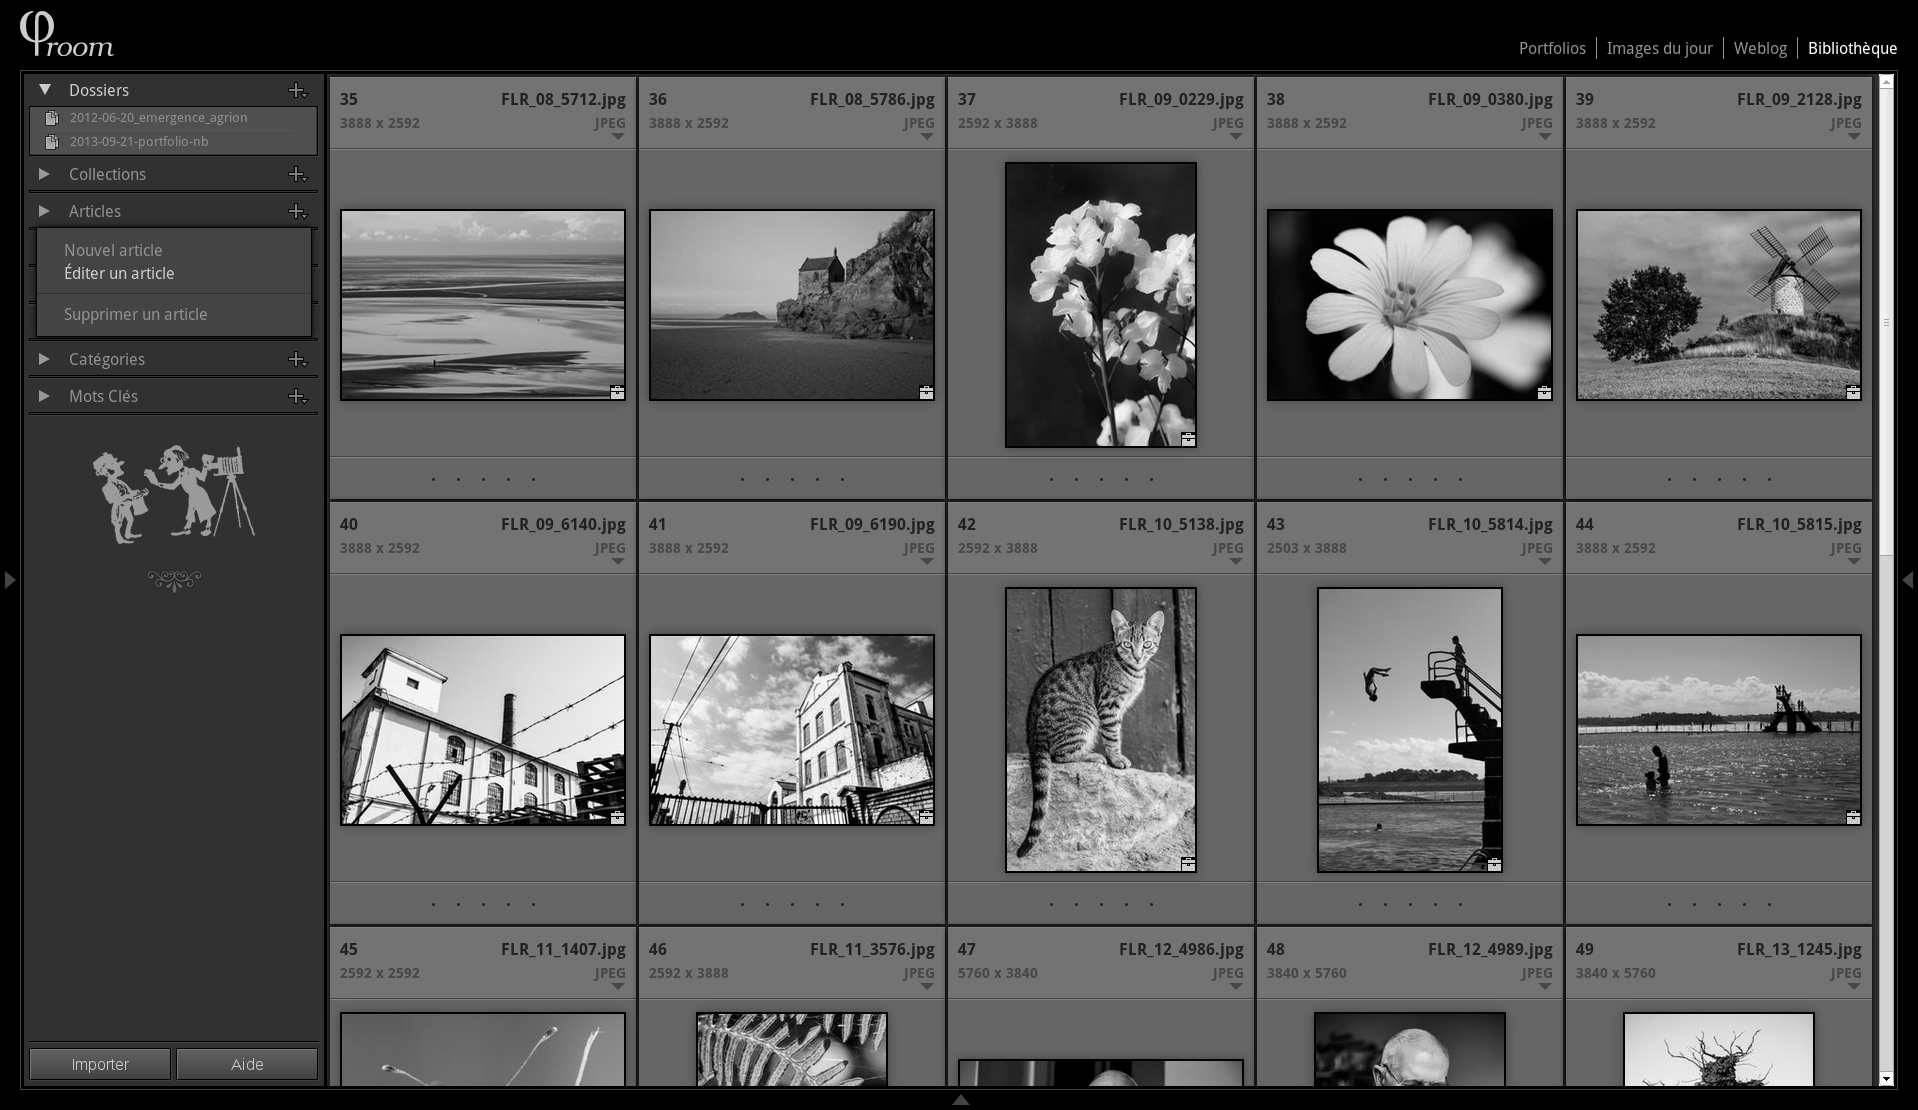 φroom
Portfolios Images du jour Weblog Bibliothèque
Dossiers
2012-06-20_emergence_agrion
2013-09-21-portfolio-nb
Collections
Articles
Nouvel article
Éditer un article
Supprimer un article
Catégories
Mots Clés
Importer Aide
35 FLR_08_5712.jpg
3888 x 2592 JPEG
36 FLR_08_5786.jpg
3888 x 2592 JPEG
37 FLR_09_0229.jpg
2592 x 3888 JPEG
38 FLR_09_0380.jpg
3888 x 2592 JPEG
39 FLR_09_2128.jpg
3888 x 2592 JPEG
40 FLR_09_6140.jpg
3888 x 2592 JPEG
41 FLR_09_6190.jpg
3888 x 2592 JPEG
42 FLR_10_5138.jpg
2592 x 3888 JPEG
43 FLR_10_5814.jpg
2503 x 3888 JPEG
44 FLR_10_5815.jpg
3888 x 2592 JPEG
45 FLR_11_1407.jpg
2592 x 2592 JPEG
46 FLR_11_3576.jpg
2592 x 3888 JPEG
47 FLR_12_4986.jpg
5760 x 3840 JPEG
48 FLR_12_4989.jpg
3840 x 5760 JPEG
49 FLR_13_1245.jpg
3840 x 5760 JPEG